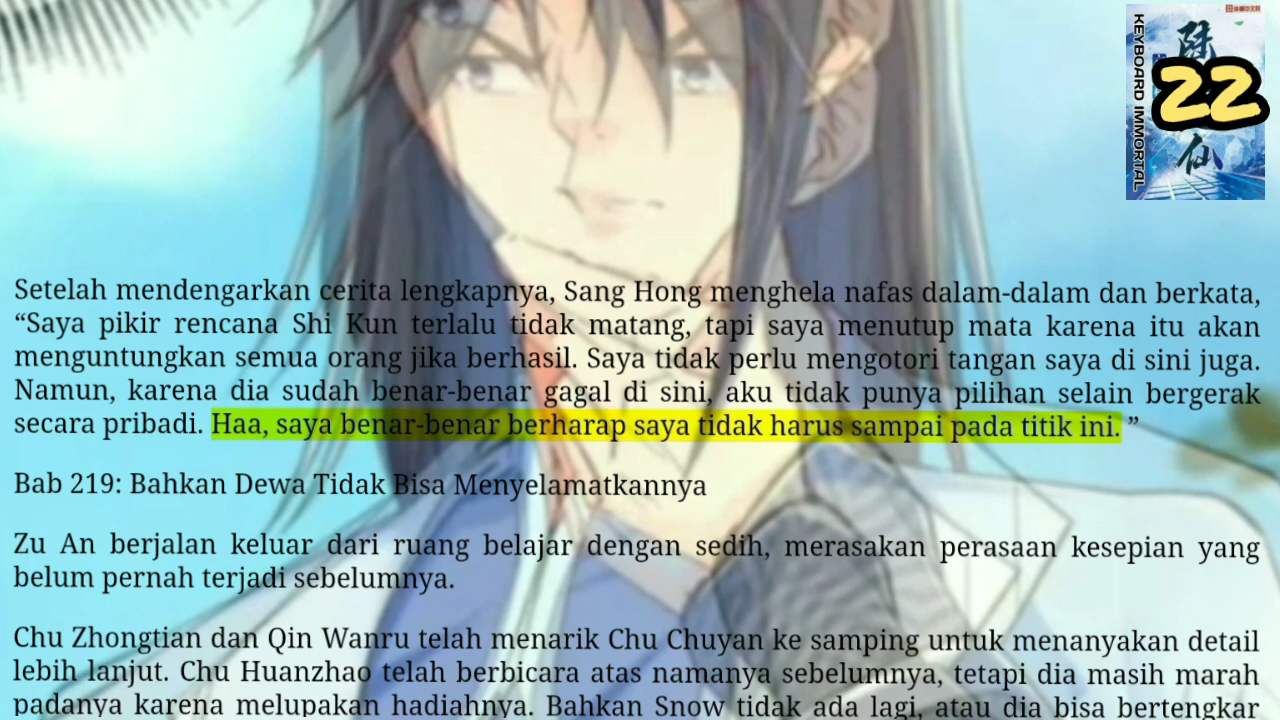 KEYBOARD IMMORTAL
陆
仙
22
Setelah mendengarkan cerita lengkapnya, Sang Hong menghela nafas dalam-dalam dan berkata,
“Saya pikir rencana Shi Kun terlalu tidak matang, tapi saya menutup mata karena itu akan
menguntungkan semua orang jika berhasil. Saya tidak perlu mengotori tangan saya di sini juga.
Namun, karena dia sudah benar-benar gagal di sini, aku tidak punya pilihan selain bergerak
secara pribadi. Haa, saya benar-benar berharap saya tidak harus sampai pada titik ini. ”
Bab 219: Bahkan Dewa Tidak Bisa Menyelamatkannya
Zu An berjalan keluar dari ruang belajar dengan sedih, merasakan perasaan kesepian yang
belum pernah terjadi sebelumnya.
Chu Zhongtian dan Qin Wanru telah menarik Chu Chuyan ke samping untuk menanyakan detail
lebih lanjut. Chu Huanzhao telah berbicara atas namanya sebelumnya, tetapi dia masih marah
padanya karena melupakan hadiahnya. Bahkan Snow tidak ada lagi, atau dia bisa bertengkar